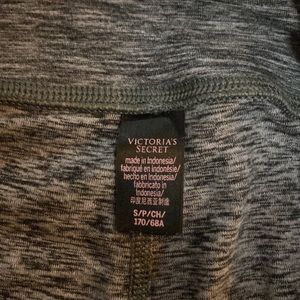 VICTORIA'S
SECRET
made in Indonesia/
fabriqué en indonésie/
hecho en Indonesia/
fabbricato in
Indonesia/
印度尼西亚制造
S/P/CH/
170/68A